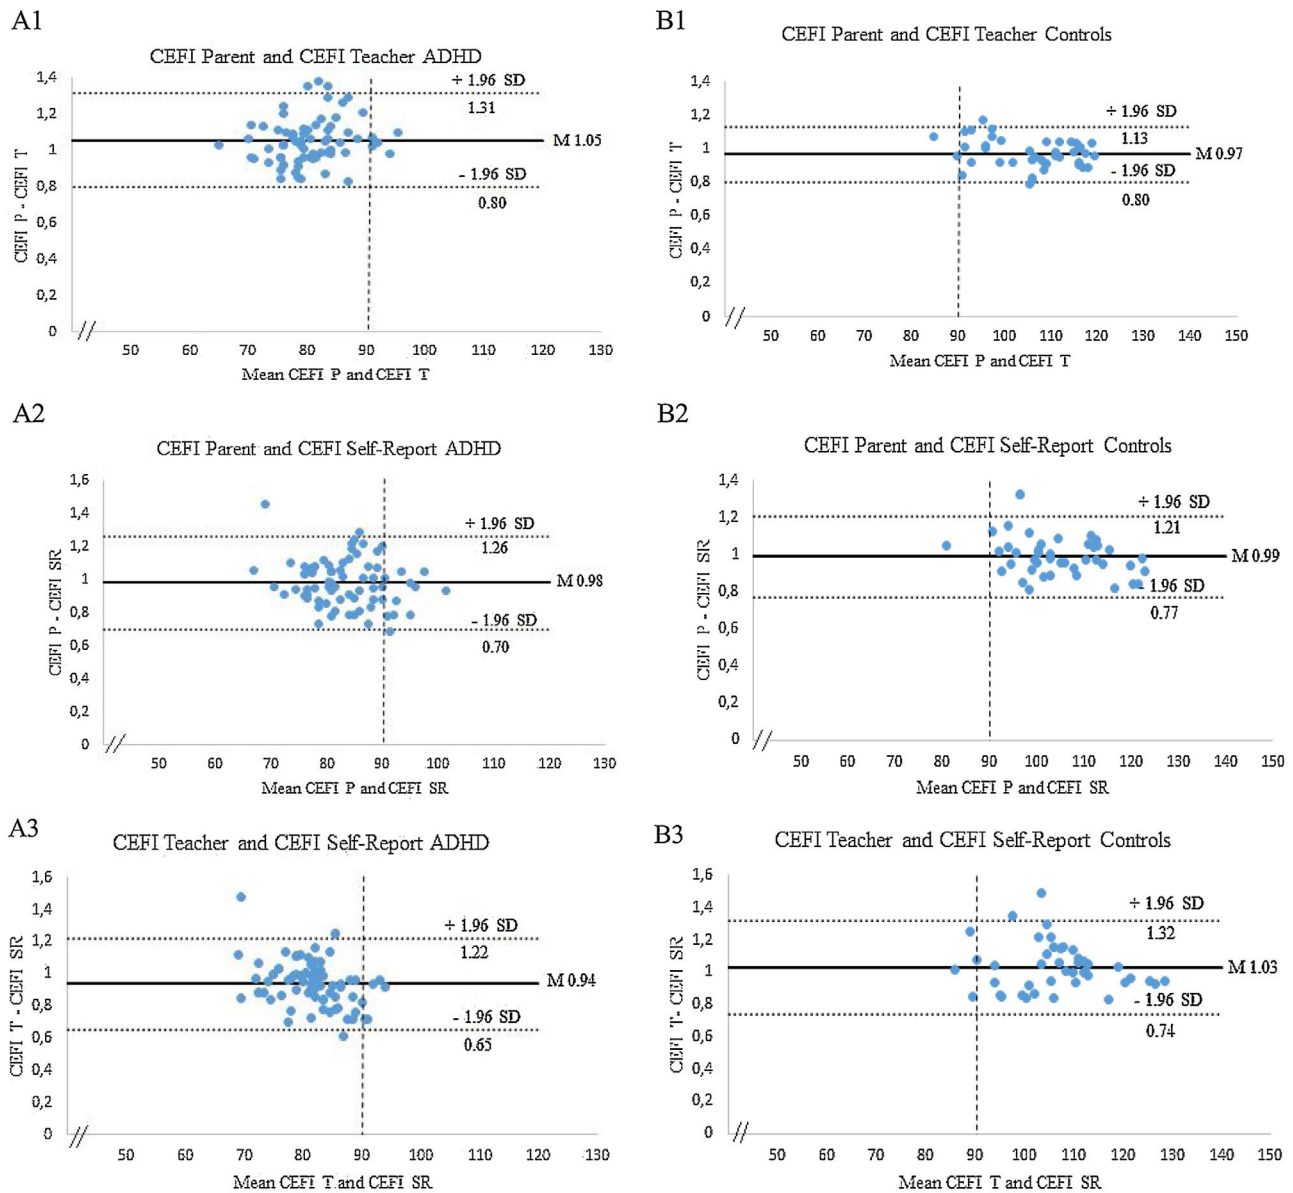 A1
CEFI Parent and CEFI Teacher ADHD
1,4
1,2
1
0,8
0,6
0,4
0,2
0
CEFI P - CEFI T
+ 1.96 SD
1.31
M 1.05
- 1.96 SD
0.80
50 60 70 80 90 100 110 120 130
Mean CEFI P and CEFI T
B1
CEFI Parent and CEFI Teacher Controls
1,4
1,2
1
0,8
0,6
0,4
0,2
0
CEFI P - CEFI T
+ 1.96 SD
1.13
M 0.97
- 1.96 SD
0.80
50 60 70 80 90 100 110 120 130 140 150
Mean CEFI P and CEFI T
A2
CEFI Parent and CEFI Self-Report ADHD
1,6
1,4
1,2
1
0,8
0,6
0,4
0,2
0
CEFI P - CEFI SR
+ 1.96 SD
1.26
M 0.98
- 1.96 SD
0.70
50 60 70 80 90 100 110 120 130
Mean CEFI P and CEFI SR
B2
CEFI Parent and CEFI Self-Report Controls
1,4
1,2
1
0,8
0,6
0,4
0,2
0
CEFI P - CEFI SR
+ 1.96 SD
1.21
M 0.99
- 1.96 SD
0.77
50 60 70 80 90 100 110 120 130 140 150
Mean CEFI P and CEFI SR
A3
CEFI Teacher and CEFI Self-Report ADHD
1,6
1,4
1,2
1
0,8
0,6
0,4
0,2
0
CEFI T - CEFI SR
+ 1.96 SD
1.22
M 0.94
- 1.96 SD
0.65
50 60 70 80 90 100 110 120 130
Mean CEFI T and CEFI SR
B3
CEFI Teacher and CEFI Self-Report Controls
1,6
1,4
1,2
1
0,8
0,6
0,4
0,2
0
CEFI T- CEFI SR
+ 1.96 SD
1.32
M 1.03
- 1.96 SD
0.74
50 60 70 80 90 100 110 120 130 140 150
Mean CEFI T and CEFI SR